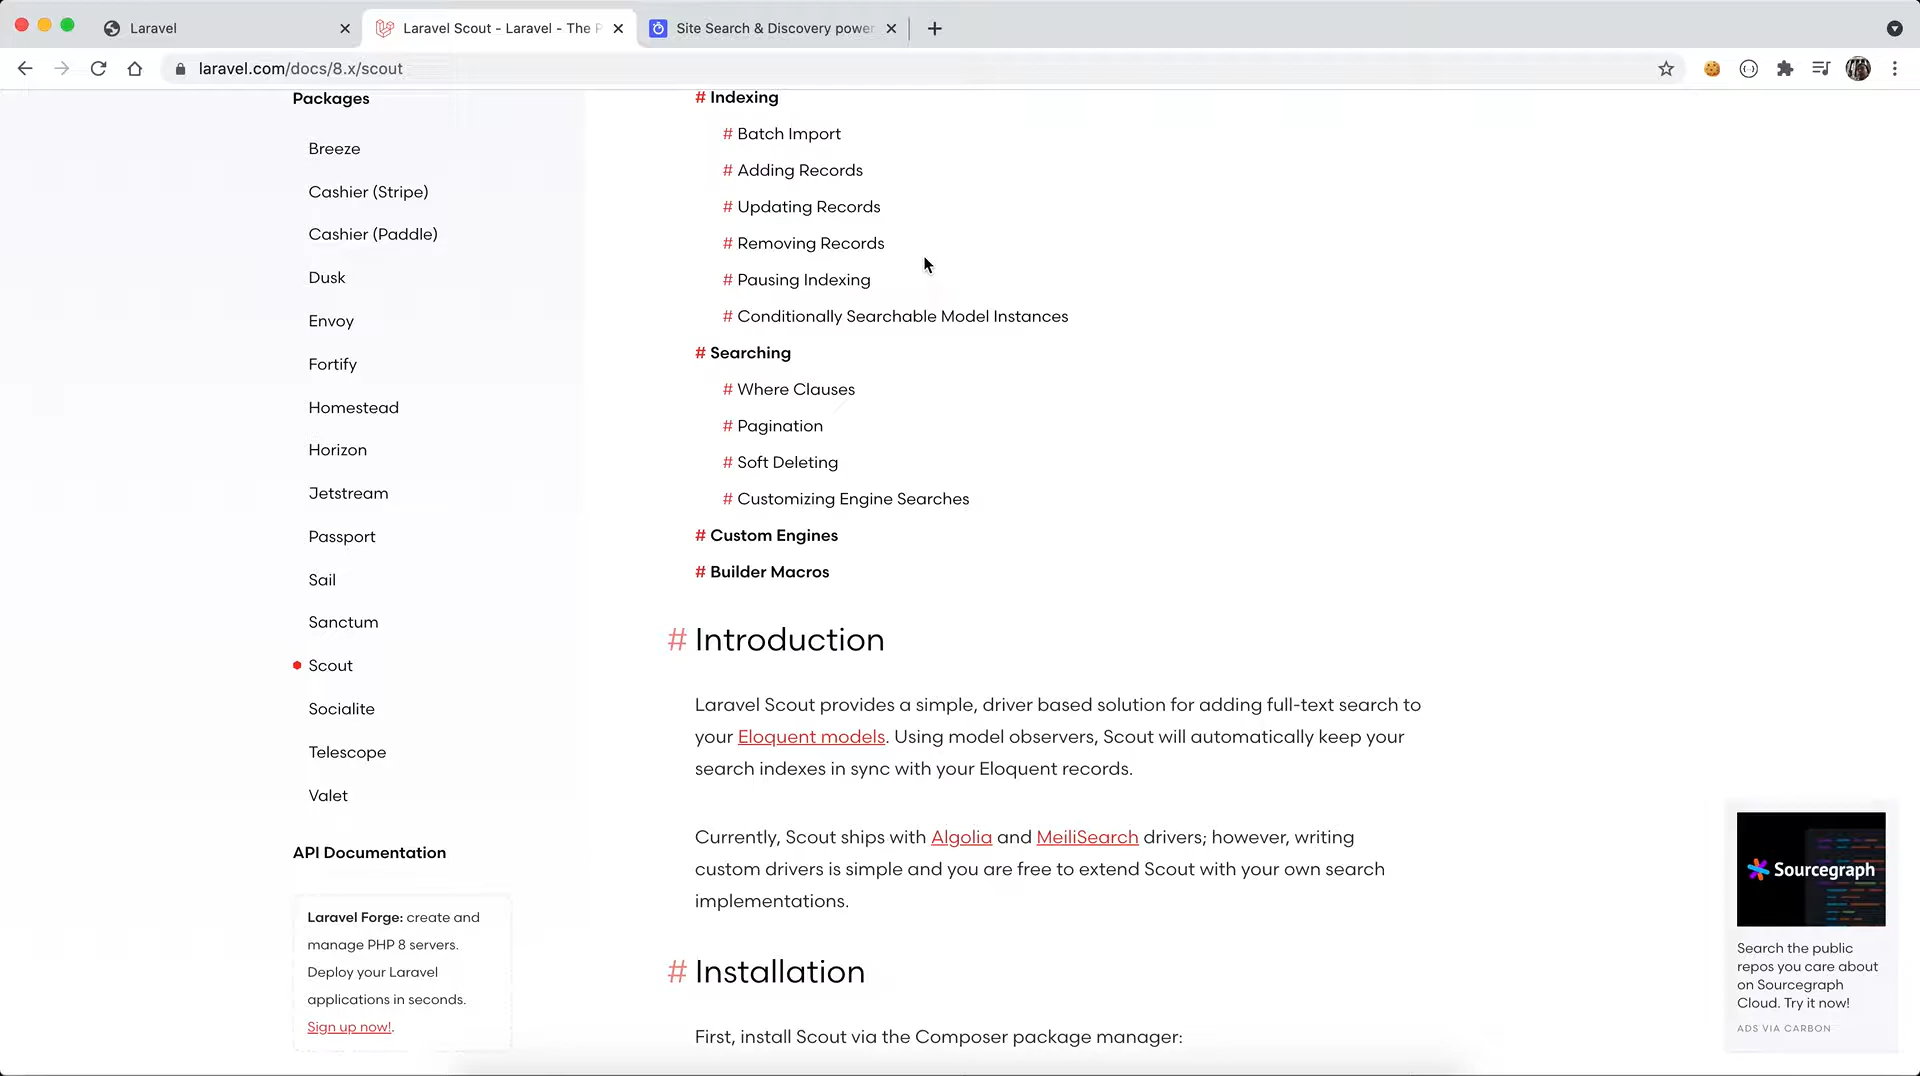 Laravel
Laravel Scout - Laravel - The P
Site Search & Discovery power
laravel.com/docs/8.x/scout
Packages
Breeze
Cashier (Stripe)
Cashier (Paddle)
Dusk
Envoy
Fortify
Homestead
Horizon
Jetstream
Passport
Sail
Sanctum
Scout
Socialite
Telescope
Valet
API Documentation
Laravel Forge: create and
manage PHP 8 servers.
Deploy your Laravel
applications in seconds.
Sign up now!.
# Indexing
# Batch Import
# Adding Records
# Updating Records
# Removing Records
# Pausing Indexing
# Conditionally Searchable Model Instances
# Searching
# Where Clauses
# Pagination
# Soft Deleting
# Customizing Engine Searches
# Custom Engines
# Builder Macros
# Introduction
Laravel Scout provides a simple, driver based solution for adding full-text search to
your Eloquent models. Using model observers, Scout will automatically keep your
search indexes in sync with your Eloquent records.
Currently, Scout ships with Algolia and MeiliSearch drivers; however, writing
custom drivers is simple and you are free to extend Scout with your own search
implementations.
# Installation
First, install Scout via the Composer package manager:
Sourcegraph
Search the public
repos you care about
on Sourcegraph
Cloud. Try it now!
ADS VIA CARBON